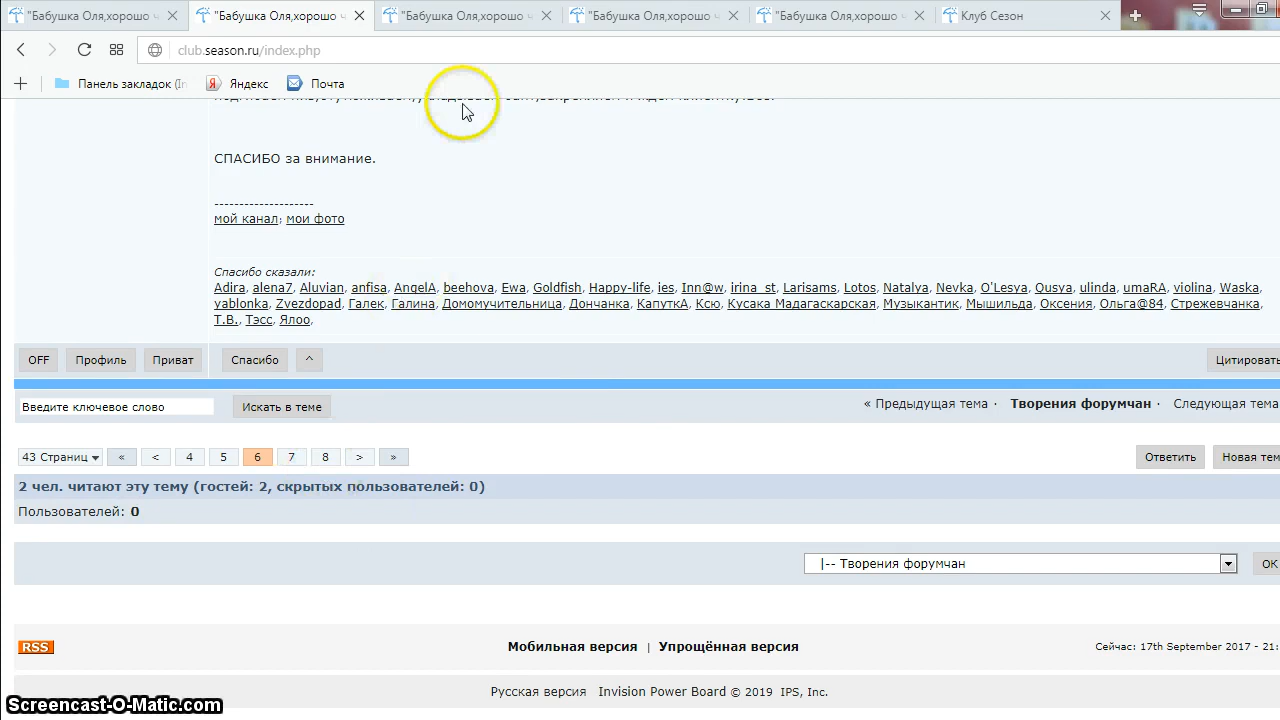 "Бабушка Оля,хорошо "Бабушка Оля,хорошо "Бабушка Оля,хорошо "Бабушка Оля,хорошо "Бабушка Оля,хорошо Клуб Сезон
club.season.ru/index.php
Панель закладок Яндекс Почта
СПАСИБО за внимание.
--------------------
мой канал; мои фото
Спасибо сказали:
Adira, alena7, Aluvian, anfisa, AngelA, beehova, Ewa, Goldfish, Happy-life, ies, Inn@w, irina_st, Larisams, Lotos, Natalya, Nevka, O'Lesya, Qusya, ulinda, umaRA, violina, Waska,
yablonka, Zvezdopad, Галек, Галина, Домомучительница, Дончанка, КапуткА, Ксю, Кусака Мадагаскарская, Музыкантик, Мышильда, Оксения, Ольга@84, Стрежевчанка,
Т.В., Тэсс, Ялоо,
OFF Профиль Приват Спасибо ^ Цитировать
Введите ключевое слово Искать в теме « Предыдущая тема · Творения форумчан · Следующая тема
43 Страниц « < 4 5 6 7 8 > » Ответить Новая тем
2 чел. читают эту тему (гостей: 2, скрытых пользователей: 0)
Пользователей: 0
|-- Творения форумчан ОК
RSS Мобильная версия | Упрощённая версия Сейчас: 17th September 2017 - 21:
Русская версия Invision Power Board © 2019 IPS, Inc.
Screencast-O-Matic.com